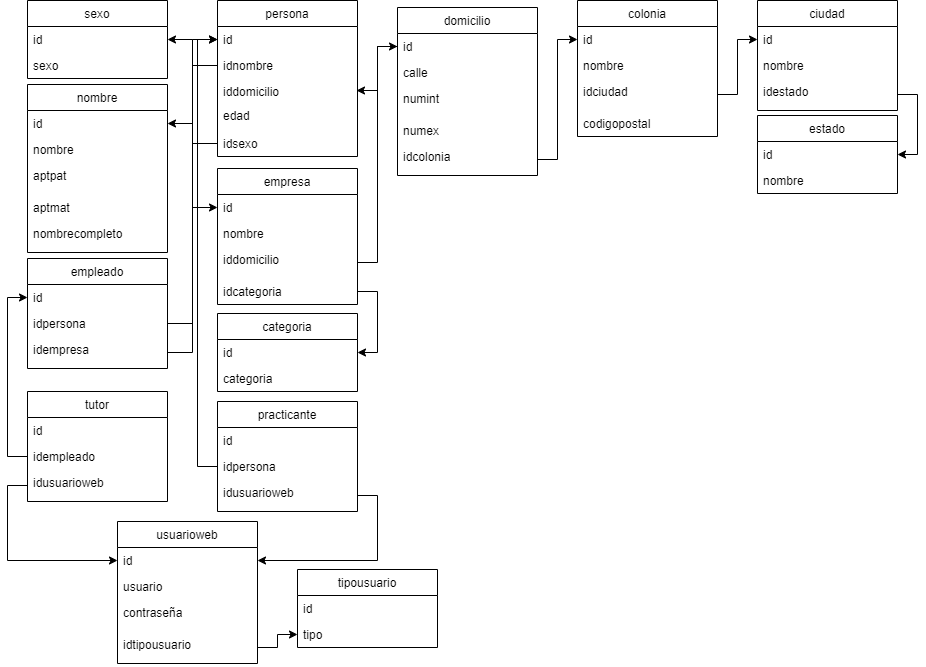 sexo
id
sexo
nombre
id
nombre
aptpat
aptmat
nombrecompleto
empleado
id
idpersona
idempresa
tutor
id
idempleado
idusuarioweb
persona
id
idnombre
iddomicilio
edad
idsexo
empresa
id
nombre
iddomicilio
idcategoria
categoria
id
categoria
practicante
id
idpersona
idusuarioweb
usuarioweb
id
usuario
contraseña
idtipousuario
tipousuario
id
tipo
domicilio
id
calle
numint
numex
idcolonia
colonia
id
nombre
idciudad
codigopostal
ciudad
id
nombre
idestado
estado
id
nombre